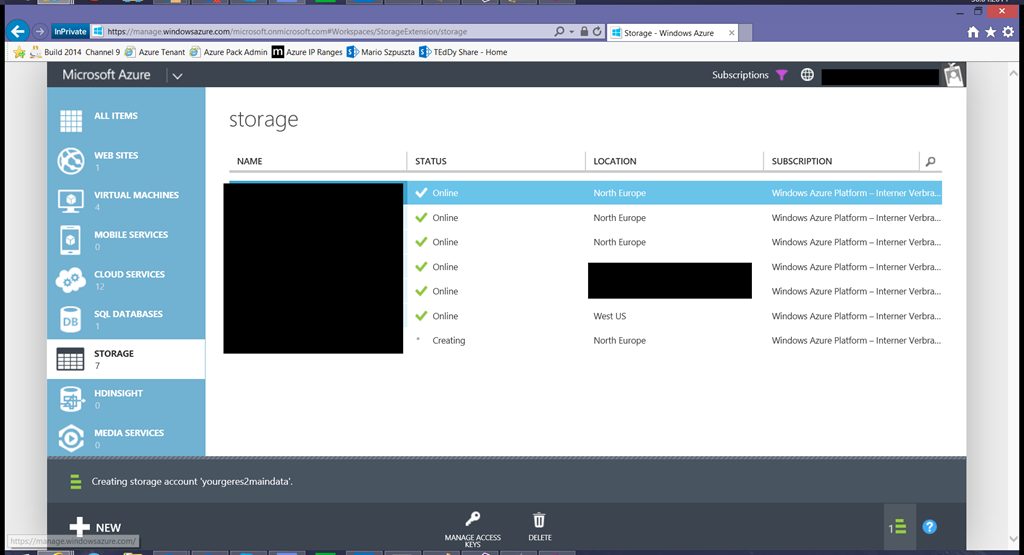 InPrivate https://manage.windowsazure.com/microsoft.onmicrosoft.com#Workspaces/StorageExtension/storage Storage - Windows Azure
Build 2014 Channel 9 Azure Tenant Azure Pack Admin m Azure IP Ranges Mario Szpuszta TEdDy Share - Home
Microsoft Azure Subscriptions
ALL ITEMS
WEB SITES
1
VIRTUAL MACHINES
4
MOBILE SERVICES
0
CLOUD SERVICES
12
DB
SQL DATABASES
1
STORAGE
7
HDINSIGHT
0
MEDIA SERVICES
0
storage
NAME STATUS LOCATION SUBSCRIPTION
Online North Europe Windows Azure Platform – Interner Verbra...
Online North Europe Windows Azure Platform – Interner Verbra...
Online North Europe Windows Azure Platform – Interner Verbra...
Online Windows Azure Platform – Interner Verbra...
Online Windows Azure Platform – Interner Verbra...
Online West US Windows Azure Platform – Interner Verbra...
Creating North Europe Windows Azure Platform – Interner Verbra...
Creating storage account 'yourgeres2maindata'.
NEW
MANAGE ACCESS
KEYS
DELETE
1
?
https://manage.windowsazure.com/